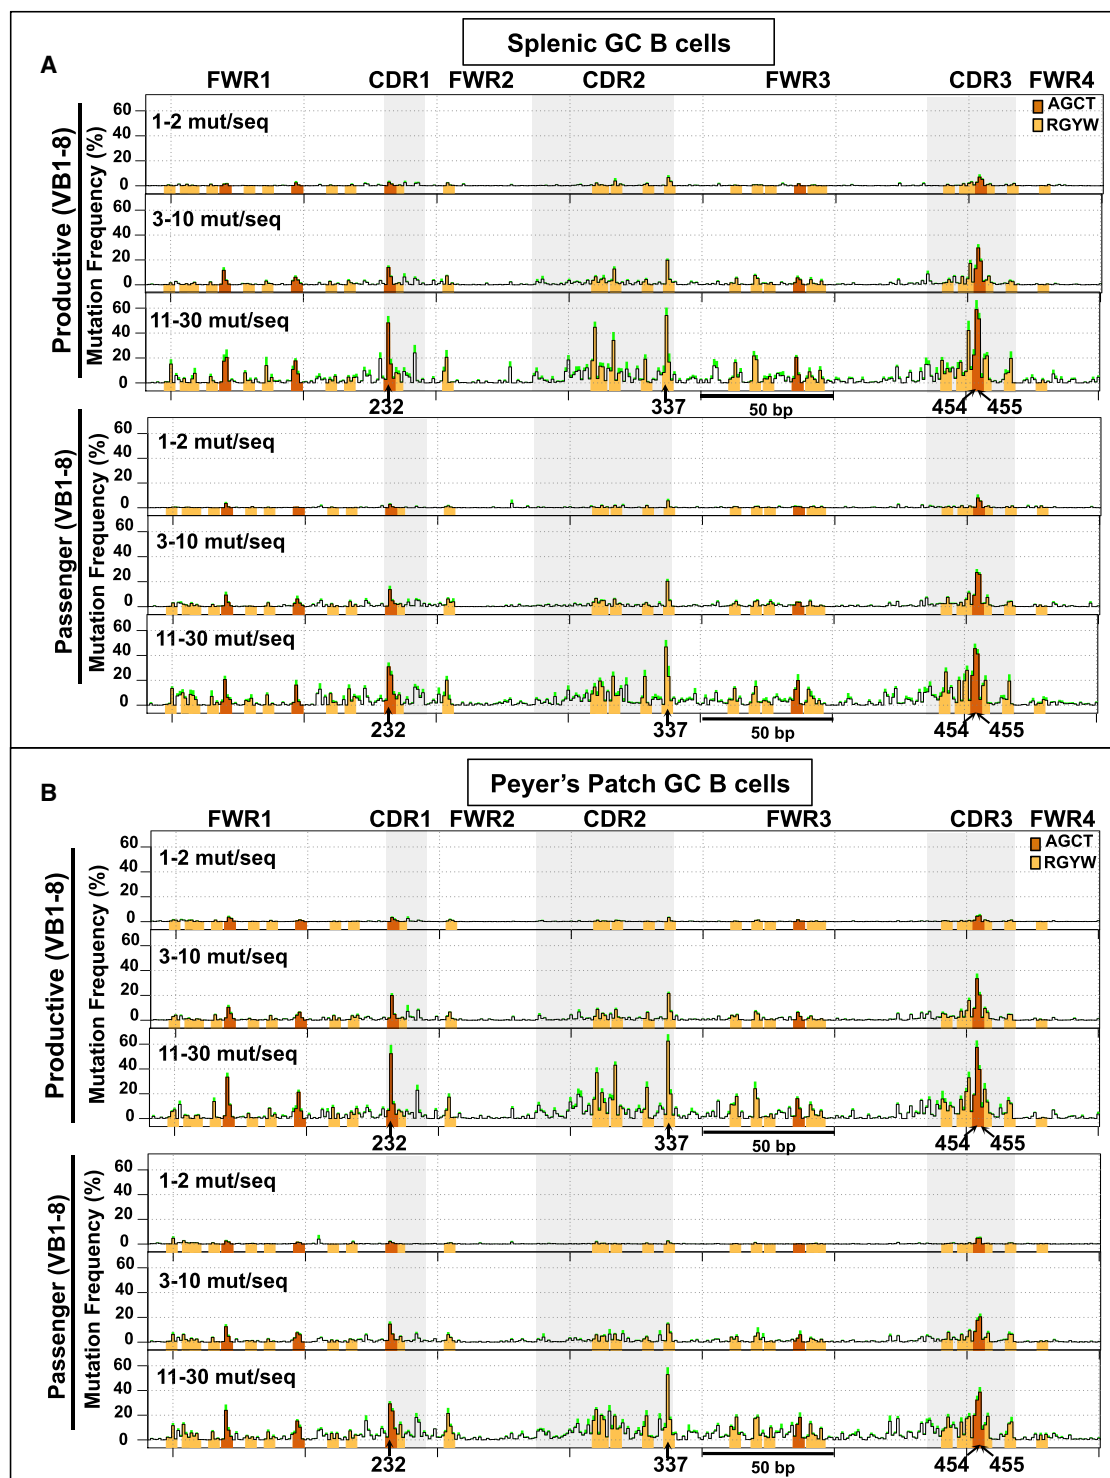 A
Splenic GC B cells
FWR1 CDR1 FWR2 CDR2 FWR3 CDR3 FWR4
Productive (VB1-8)
Mutation Frequency (%)
AGCT
RGYW
1-2 mut/seq
60
40
20
0
3-10 mut/seq
60
40
20
0
11-30 mut/seq
60
40
20
0
232 337 50 bp 454 455
Passenger (VB1-8)
Mutation Frequency (%)
1-2 mut/seq
60
40
20
0
3-10 mut/seq
60
40
20
0
11-30 mut/seq
60
40
20
0
232 337 50 bp 454 455
B
Peyer's Patch GC B cells
FWR1 CDR1 FWR2 CDR2 FWR3 CDR3 FWR4
Productive (VB1-8)
Mutation Frequency (%)
AGCT
RGYW
1-2 mut/seq
60
40
20
0
3-10 mut/seq
60
40
20
0
11-30 mut/seq
60
40
20
0
232 337 50 bp 454 455
Passenger (VB1-8)
Mutation Frequency (%)
1-2 mut/seq
60
40
20
0
3-10 mut/seq
60
40
20
0
11-30 mut/seq
60
40
20
0
232 337 50 bp 454 455